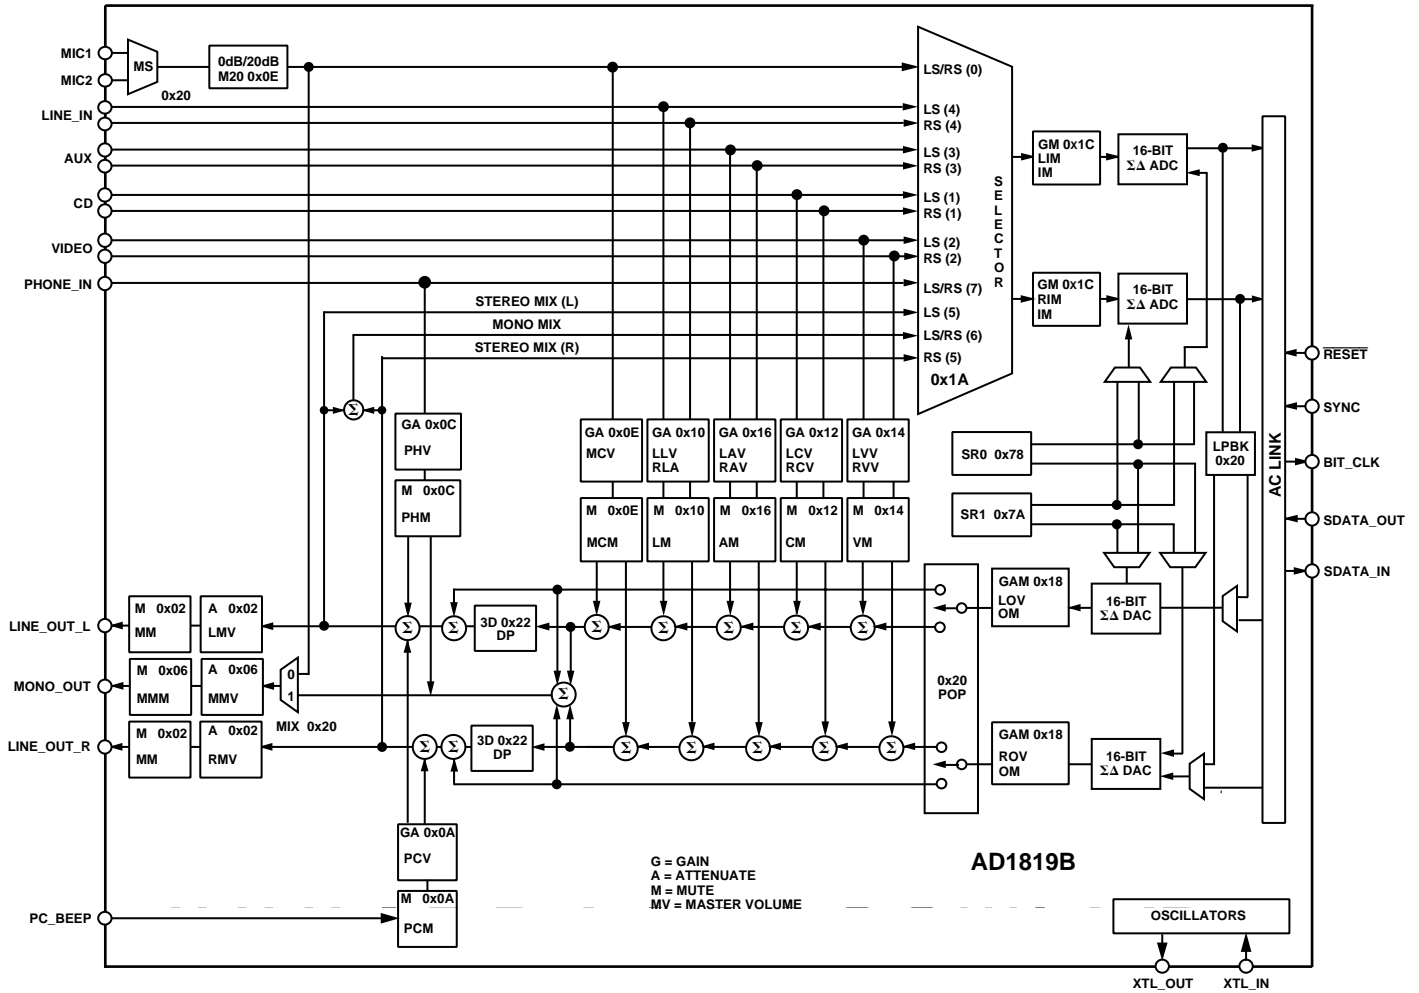 MIC1
MIC2
MS
0x20
0dB/20dB
M20 0x0E
LINE_IN
AUX
CD
VIDEO
PHONE_IN
STEREO MIX (L)
MONO MIX
STEREO MIX (R)
LS/RS (0)
LS (4)
RS (4)
LS (3)
RS (3)
LS (1)
RS (1)
LS (2)
RS (2)
LS/RS (7)
LS (5)
LS/RS (6)
RS (5)
0x1A
SELECTOR
GM 0x1C
LIM
IM
16-BIT
ΣΔ ADC
GM 0x1C
RIM
IM
16-BIT
ΣΔ ADC
RESET
SYNC
BIT_CLK
SDATA_OUT
SDATA_IN
AC LINK
LPBK
0x20
SR0 0x78
SR1 0x7A
Σ
GA 0x0C
PHV
M 0x0C
PHM
GA 0x0E
MCV
GA 0x10
LLV
RLA
GA 0x16
LAV
RAV
GA 0x12
LCV
RCV
GA 0x14
LVV
RVV
M 0x0E
MCM
M 0x10
LM
M 0x16
AM
M 0x12
CM
M 0x14
VM
LINE_OUT_L
M 0x02
MM
A 0x02
LMV
Σ
Σ
3D 0x22
DP
Σ
Σ
Σ
Σ
Σ
GAM 0x18
LOV
OM
16-BIT
ΣΔ DAC
MONO_OUT
M 0x06
MMM
A 0x06
MMV
0
1
MIX 0x20
Σ
0x20
POP
LINE_OUT_R
M 0x02
MM
A 0x02
RMV
Σ
Σ
3D 0x22
DP
Σ
Σ
Σ
Σ
Σ
GAM 0x18
ROV
OM
16-BIT
ΣΔ DAC
GA 0x0A
PCV
M 0x0A
PCM
PC_BEEP
G = GAIN
A = ATTENUATE
M = MUTE
MV = MASTER VOLUME
AD1819B
OSCILLATORS
XTL_OUT
XTL_IN